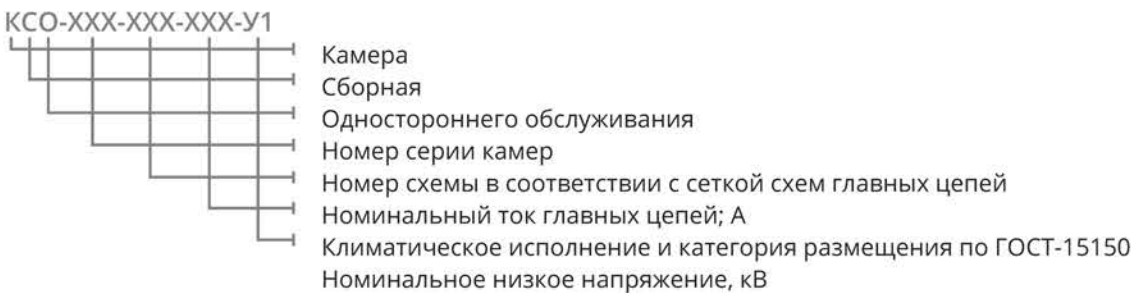 КСО-ХХХ-ХХХ-ХХХ-У1
Камера
Сборная
Одностороннего обслуживания
Номер серии камер
Номер схемы в соответствии с сеткой схем главных цепей
Номинальный ток главных цепей; А
Климатическое исполнение и категория размещения по ГОСТ-15150
Номинальное низкое напряжение, кВ